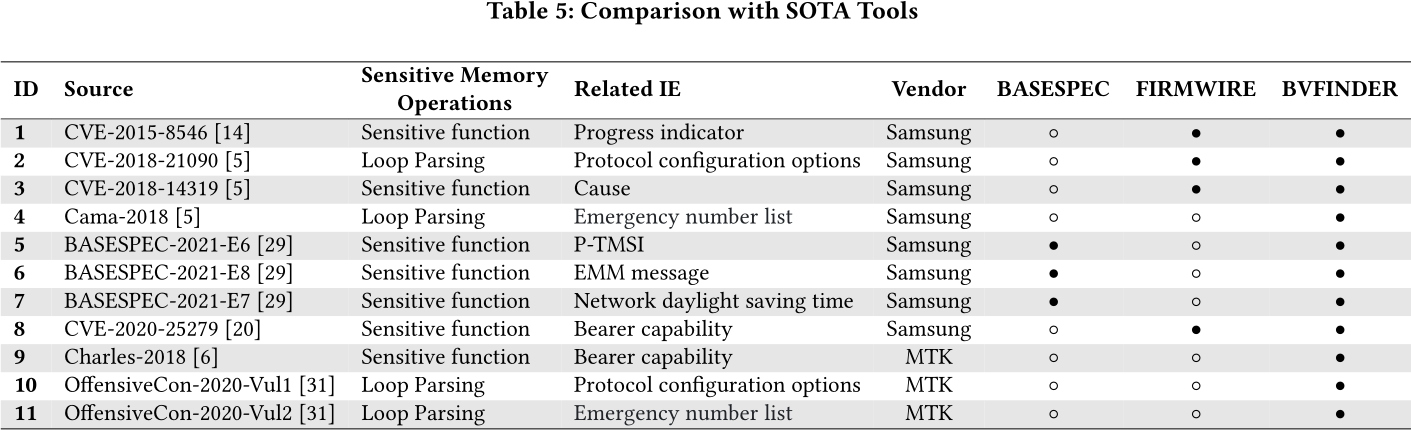 Table 5: Comparison with SOTA Tools
ID Source Sensitive Memory Operations Related IE Vendor BASESPEC FIRMWIRE BVFINDER
1 CVE-2015-8546 [14] Sensitive function Progress indicator Samsung ○ ● ●
2 CVE-2018-21090 [5] Loop Parsing Protocol configuration options Samsung ○ ● ●
3 CVE-2018-14319 [5] Sensitive function Cause Samsung ○ ● ●
4 Cama-2018 [5] Loop Parsing Emergency number list Samsung ○ ○ ●
5 BASESPEC-2021-E6 [29] Sensitive function P-TMSI Samsung ● ○ ●
6 BASESPEC-2021-E8 [29] Sensitive function EMM message Samsung ● ○ ●
7 BASESPEC-2021-E7 [29] Sensitive function Network daylight saving time Samsung ● ○ ●
8 CVE-2020-25279 [20] Sensitive function Bearer capability Samsung ○ ● ●
9 Charles-2018 [6] Sensitive function Bearer capability MTK ○ ○ ●
10 OffensiveCon-2020-Vul1 [31] Loop Parsing Protocol configuration options MTK ○ ○ ●
11 OffensiveCon-2020-Vul2 [31] Loop Parsing Emergency number list MTK ○ ○ ●